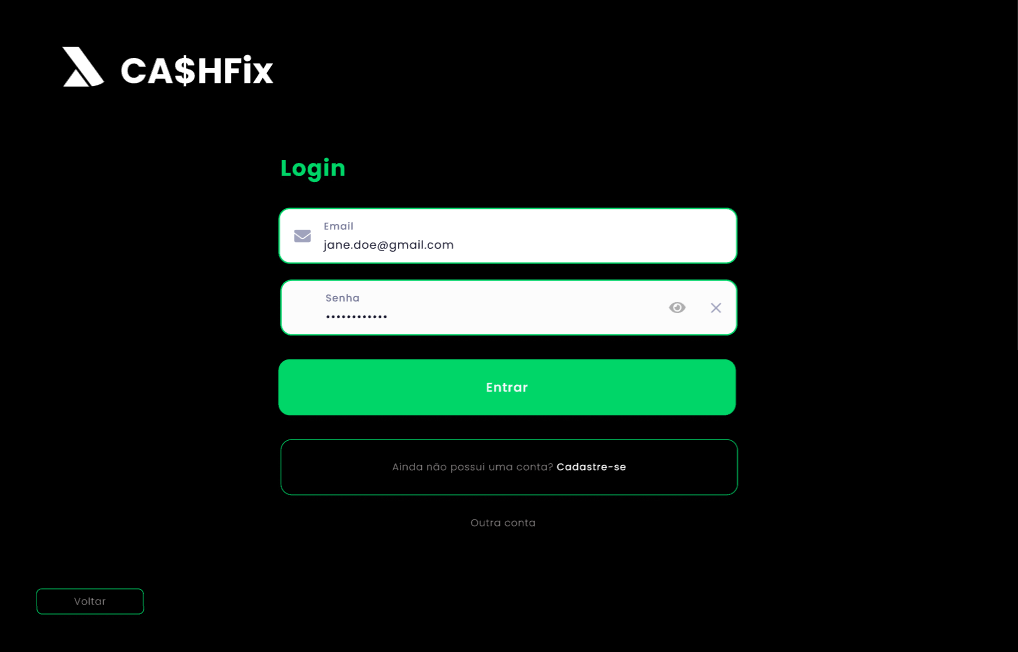 CA$HFix
Login
Email
jane.doe@gmail.com
Senha
••••••••••••
Entrar
Ainda não possui uma conta? Cadastre-se
Outra conta
Voltar